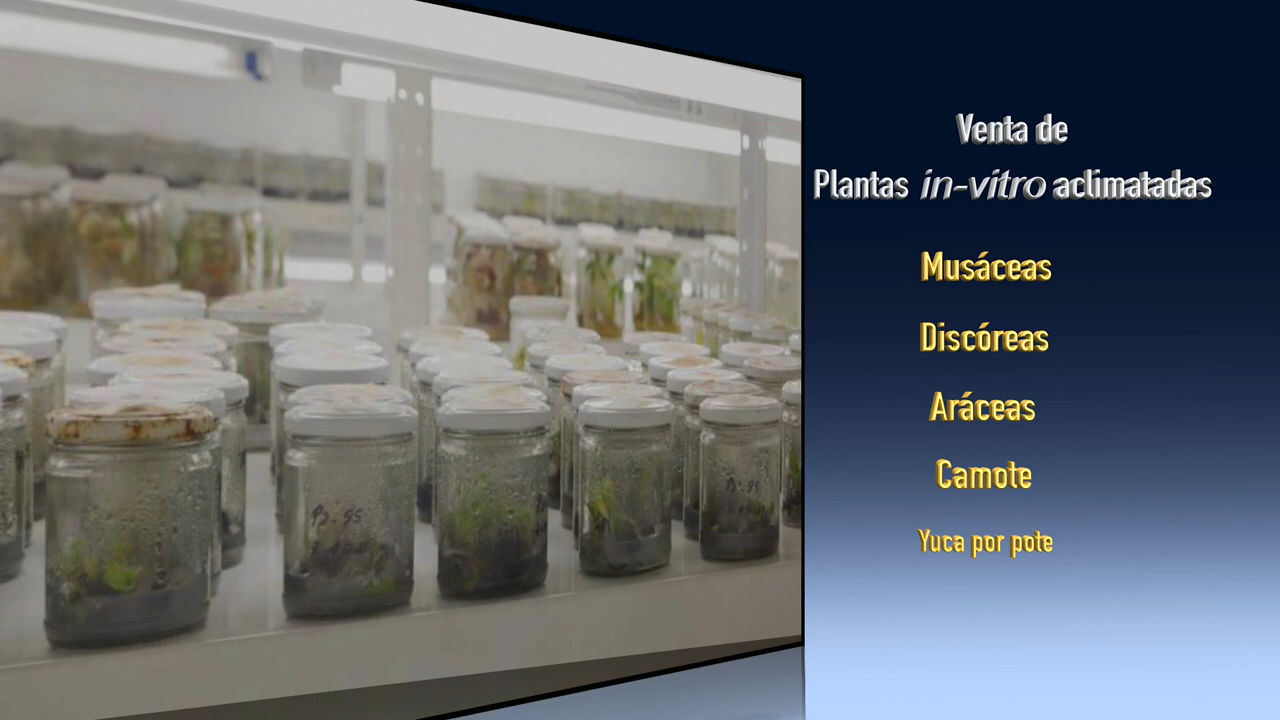 Venta de
Plantas in-vitro aclimatadas
Musáceas
Discóreas
Aráceas
Camote
Yuca por pote